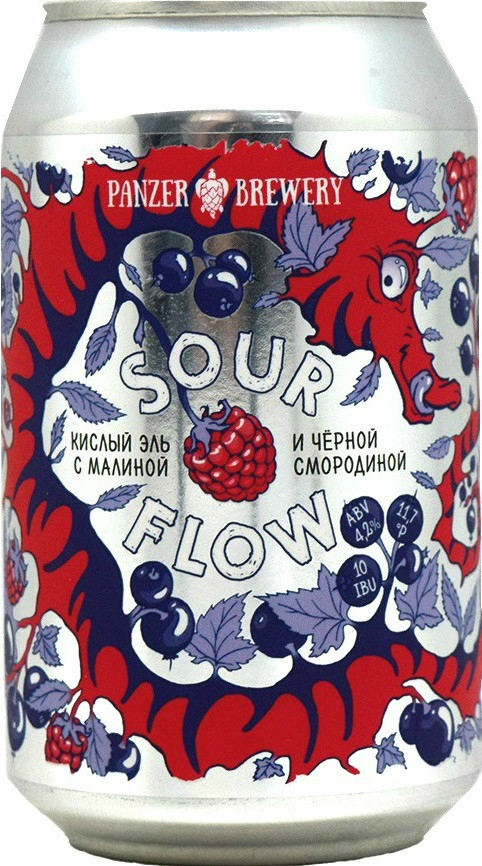 PANZER BREWERY
SOUR
КИСЛЫЙ ЭЛЬ
С МАЛИНОЙ
И ЧЁРНОЙ
СМОРОДИНОЙ
FLOW
ABV
4,2%
11,7
°P
10
IBU